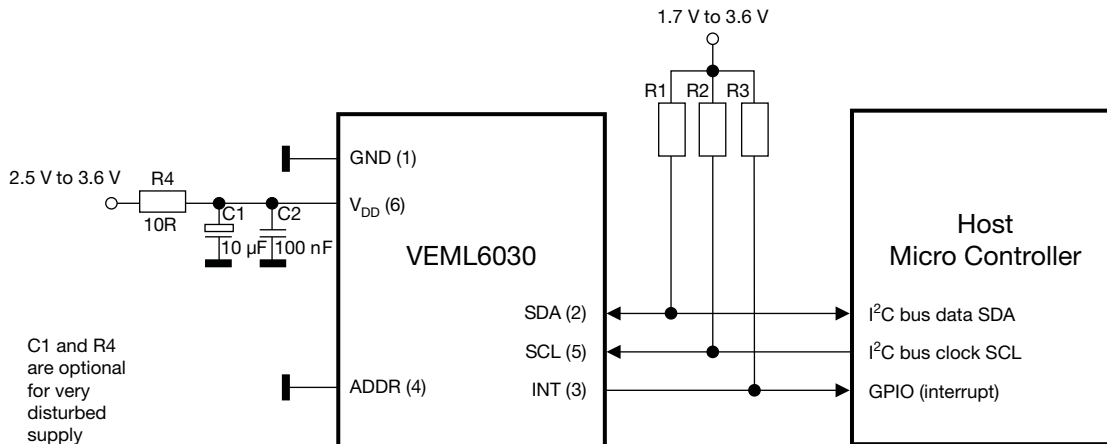 1.7 V to 3.6 V
R1 R2 R3
GND (1)
2.5 V to 3.6 V
R4
10R
C1
10 µF
C2
100 nF
V_DD (6)
VEML6030
Host
Micro Controller
SDA (2)
I²C bus data SDA
SCL (5)
I²C bus clock SCL
INT (3)
GPIO (interrupt)
ADDR (4)
C1 and R4
are optional
for very
disturbed
supply